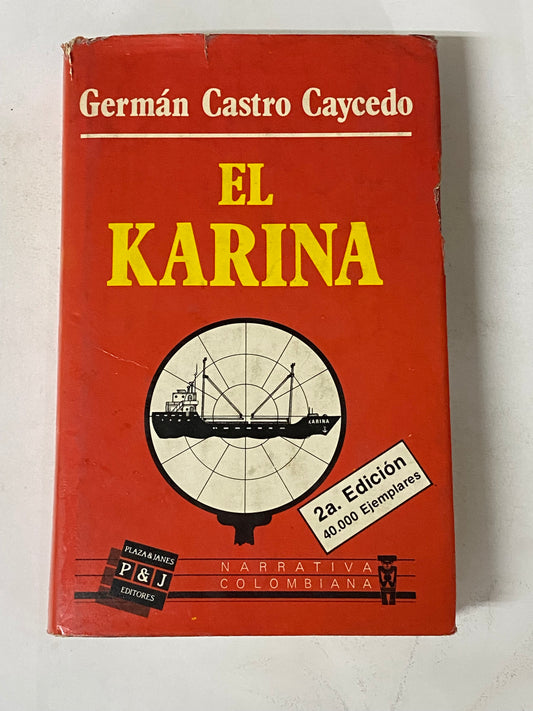 Germán Castro Caycedo
EL
KARINA
KARINA
2a. Edición
40.000 Ejemplares
PLAZA & JANES
P & J
EDITORES
NARRATIVA
COLOMBIANA